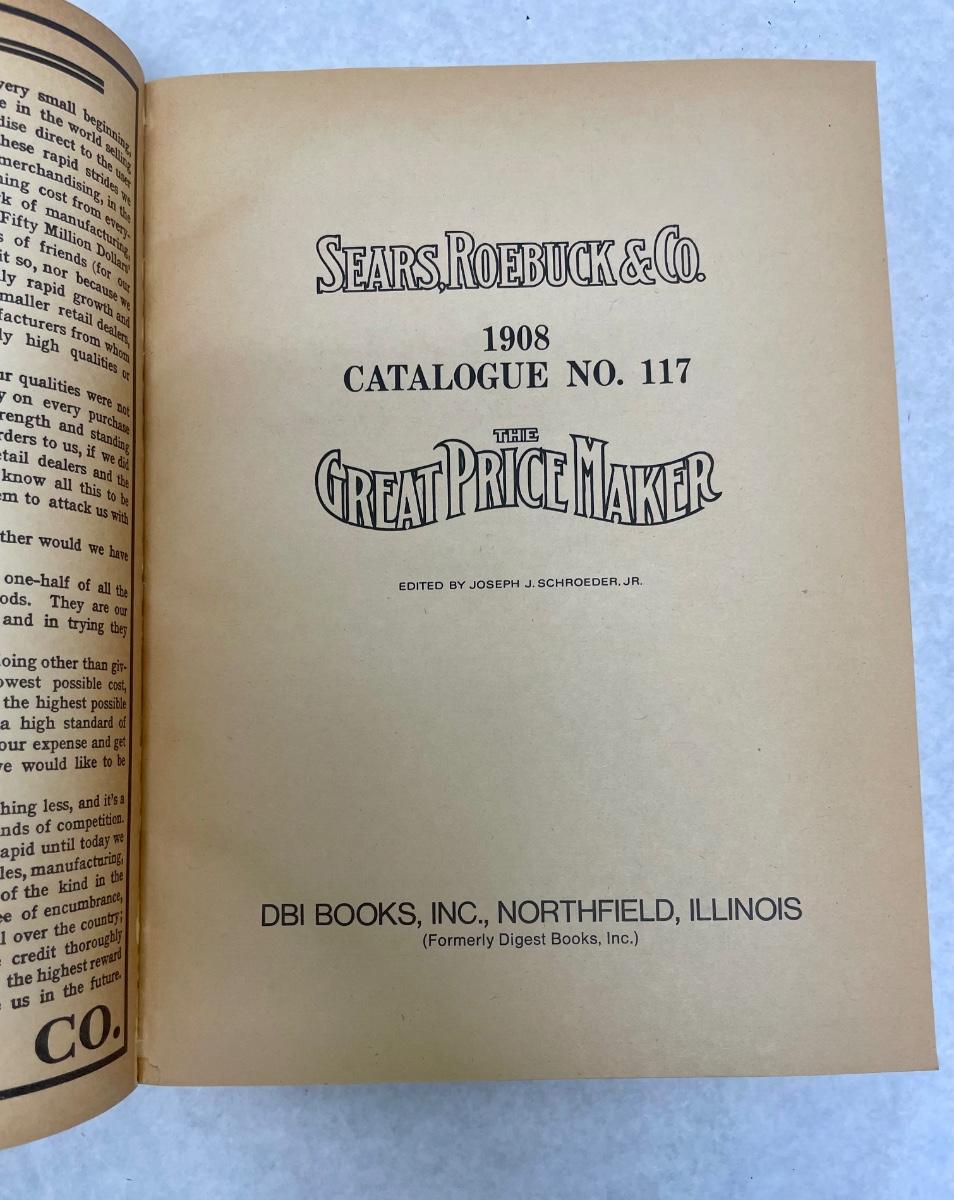 very small beginning,
e in the world selling
dise direct to the user
hese rapid strides we
merchandising, in the
ing cost from every-
k of manufacturing,
Fifty Million Dollars'
s of friends (for our
it so, nor because we
ly rapid growth and
maller retail dealers,
facturers from whom
ly high qualities or
ur qualities were not
y on every purchase
rength and standing
rders to us, if we did
etail dealers and the
know all this to be
em to attack us with
ther would we have
one-half of all the
ods. They are our
and in trying they
oing other than giv-
owest possible cost,
the highest possible
a high standard of
our expense and get
ve would like to be
hing less, and it's a
nds of competition.
apid until today we
les, manufacturing,
of the kind in the
e of encumbrance,
l over the country;
credit thoroughly
the highest reward
us in the future.
CO.
SEARS, ROEBUCK & CO.
1908
CATALOGUE NO. 117
THE
GREAT PRICE MAKER
EDITED BY JOSEPH J. SCHROEDER, JR.
DBI BOOKS, INC., NORTHFIELD, ILLINOIS
(Formerly Digest Books, Inc.)